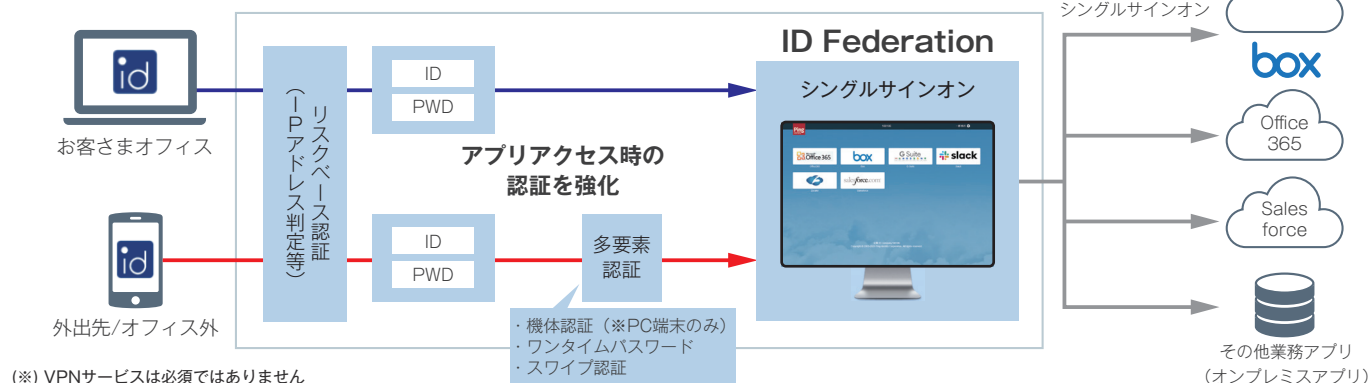 シングルサインオン
ID Federation
id
お客さまオフィス
リスクベース認証
（IPアドレス判定等）
ID
PWD
アプリアクセス時の
認証を強化
シングルサインオン
Ping
Office 365
box
G Suite
slack
salesforce.com
box
Office
365
Sales
force
id
外出先/オフィス外
ID
PWD
多要素
認証
・機体認証（※PC端末のみ）
・ワンタイムパスワード
・スワイプ認証
その他業務アプリ
（オンプレミスアプリ）
(※) VPNサービスは必須ではありません